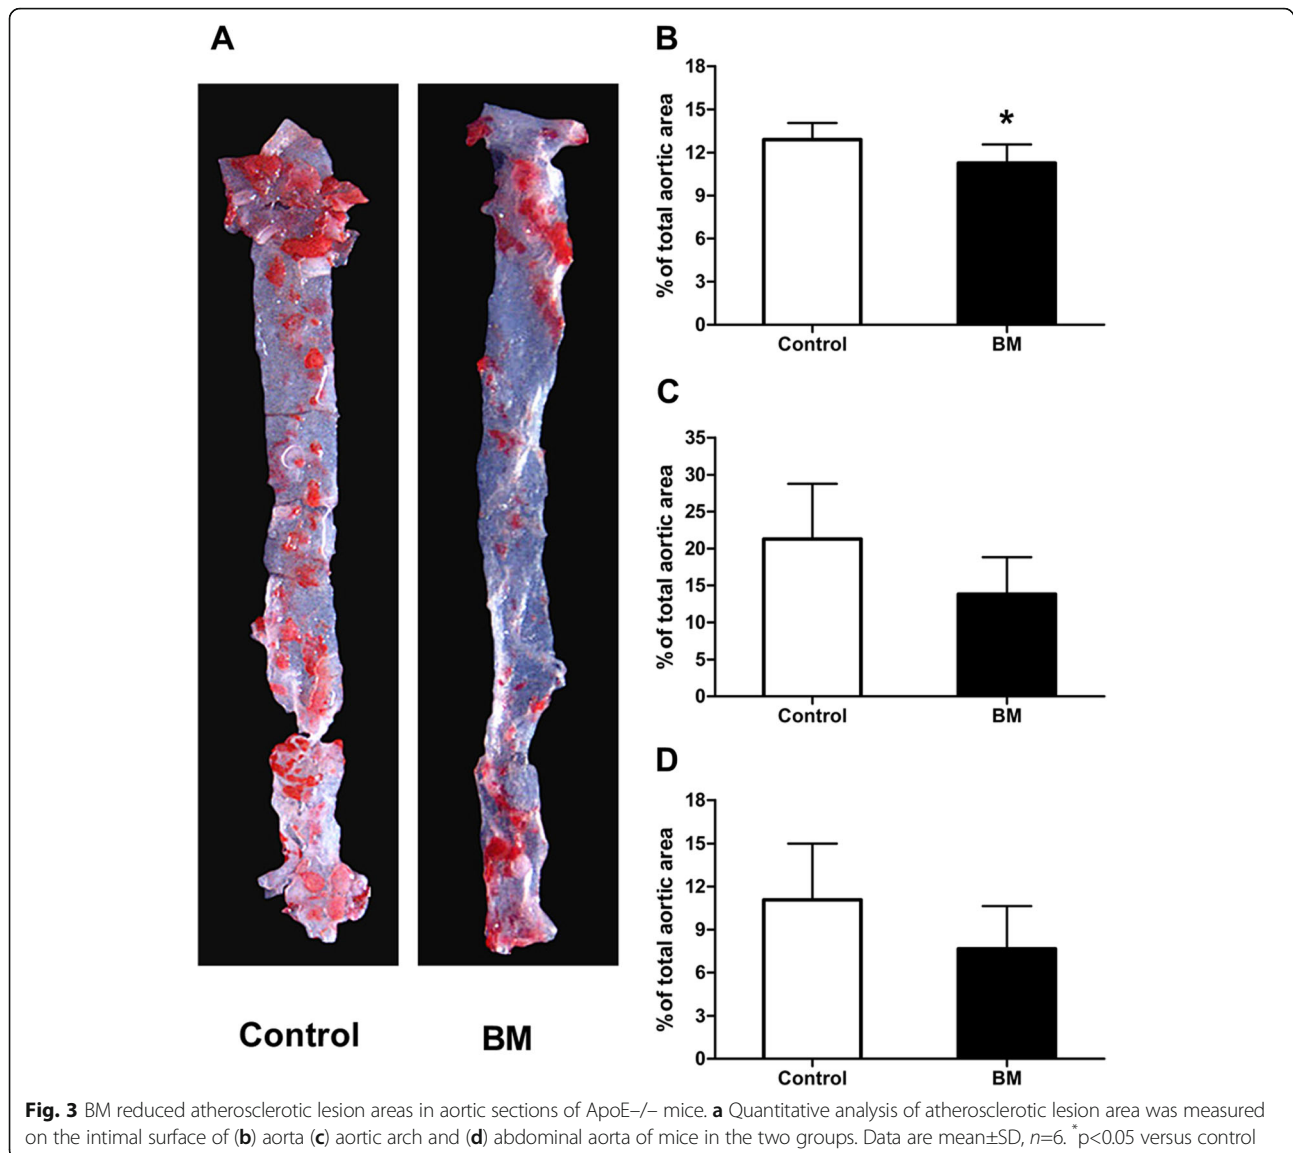 A
Control
BM
B
% of total aortic area
18
15
12
9
6
3
0
*
Control
BM
C
% of total aortic area
35
30
25
20
15
10
5
0
Control
BM
D
% of total aortic area
18
15
12
9
6
3
0
Control
BM
Fig. 3 BM reduced atherosclerotic lesion areas in aortic sections of ApoE–/– mice. a Quantitative analysis of atherosclerotic lesion area was measured
on the intimal surface of (b) aorta (c) aortic arch and (d) abdominal aorta of mice in the two groups. Data are mean±SD, n=6. *p<0.05 versus control